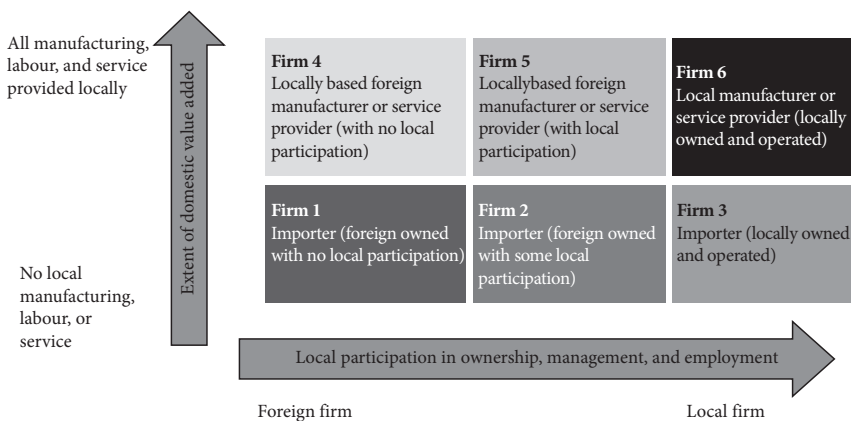 All manufacturing,
labour, and service
provided locally
Extent of domestic value added
No local
manufacturing,
labour, or
service
Firm 4
Locally based foreign
manufacturer or service
provider (with no local
participation)
Firm 5
Locallybased foreign
manufacturer or service
provider (with local
participation)
Firm 6
Local manufacturer or
service provider (locally
owned and operated)
Firm 1
Importer (foreign owned
with no local participation)
Firm 2
Importer (foreign owned
with some local
participation)
Firm 3
Importer (locally owned
and operated)
Local participation in ownership, management, and employment
Foreign firm
Local firm